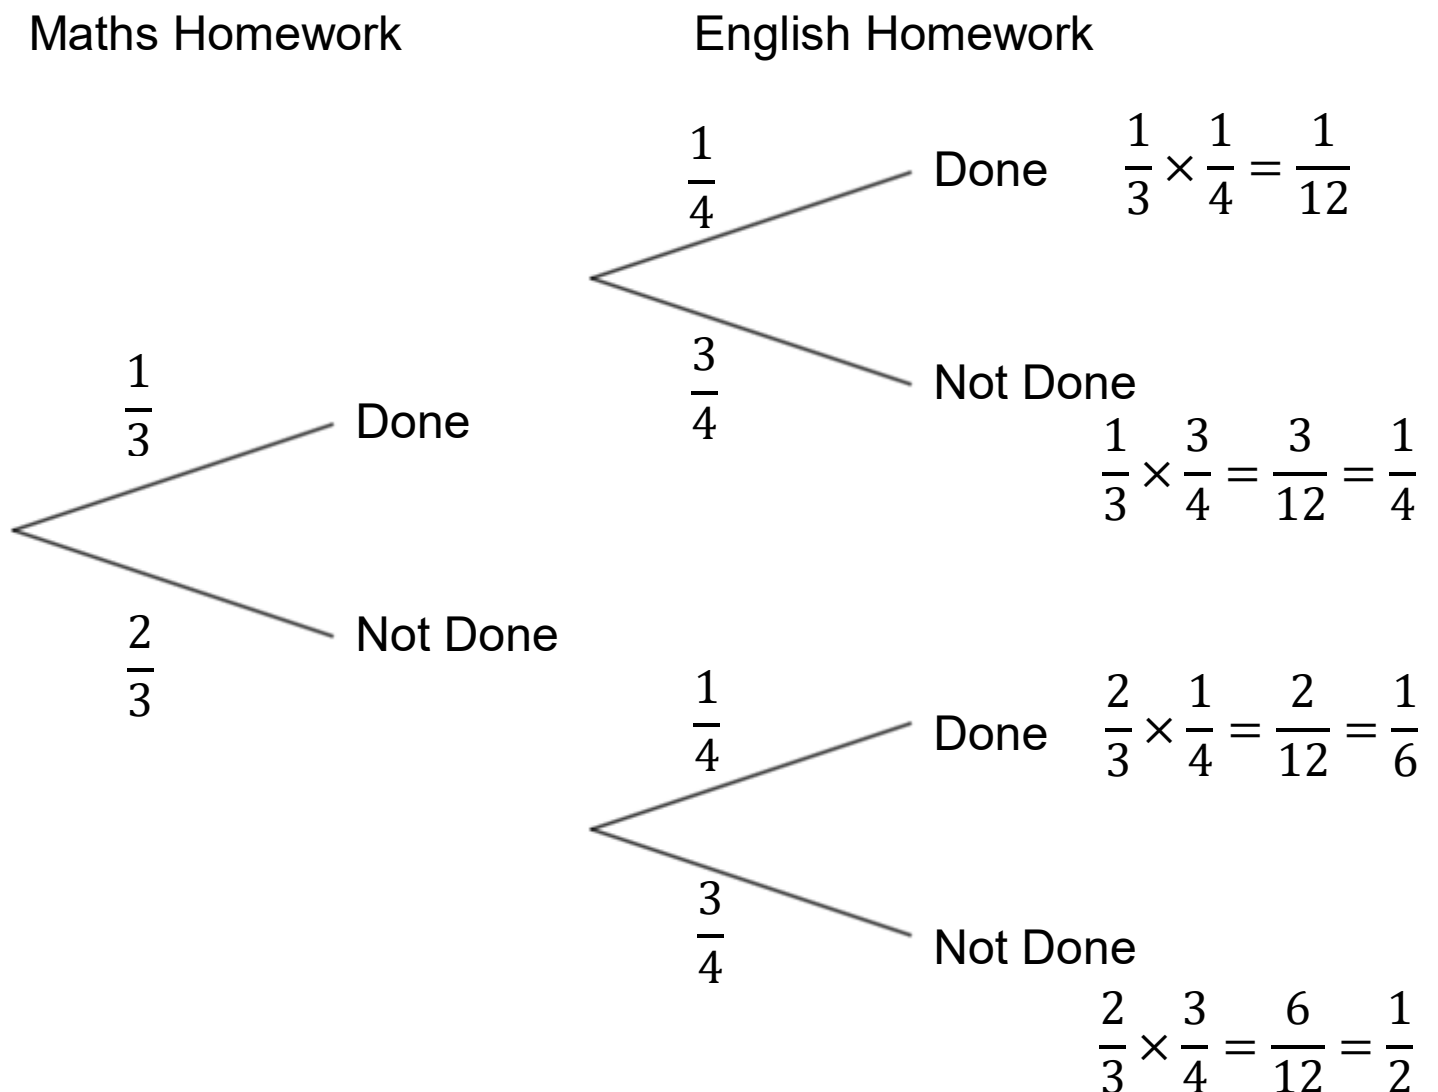 Maths Homework
English Homework
1/4
Done
1/3 × 1/4 = 1/12
3/4
Not Done
1/3 × 3/4 = 3/12 = 1/4
1/3
Done
2/3
Not Done
1/4
Done
2/3 × 1/4 = 2/12 = 1/6
3/4
Not Done
2/3 × 3/4 = 6/12 = 1/2